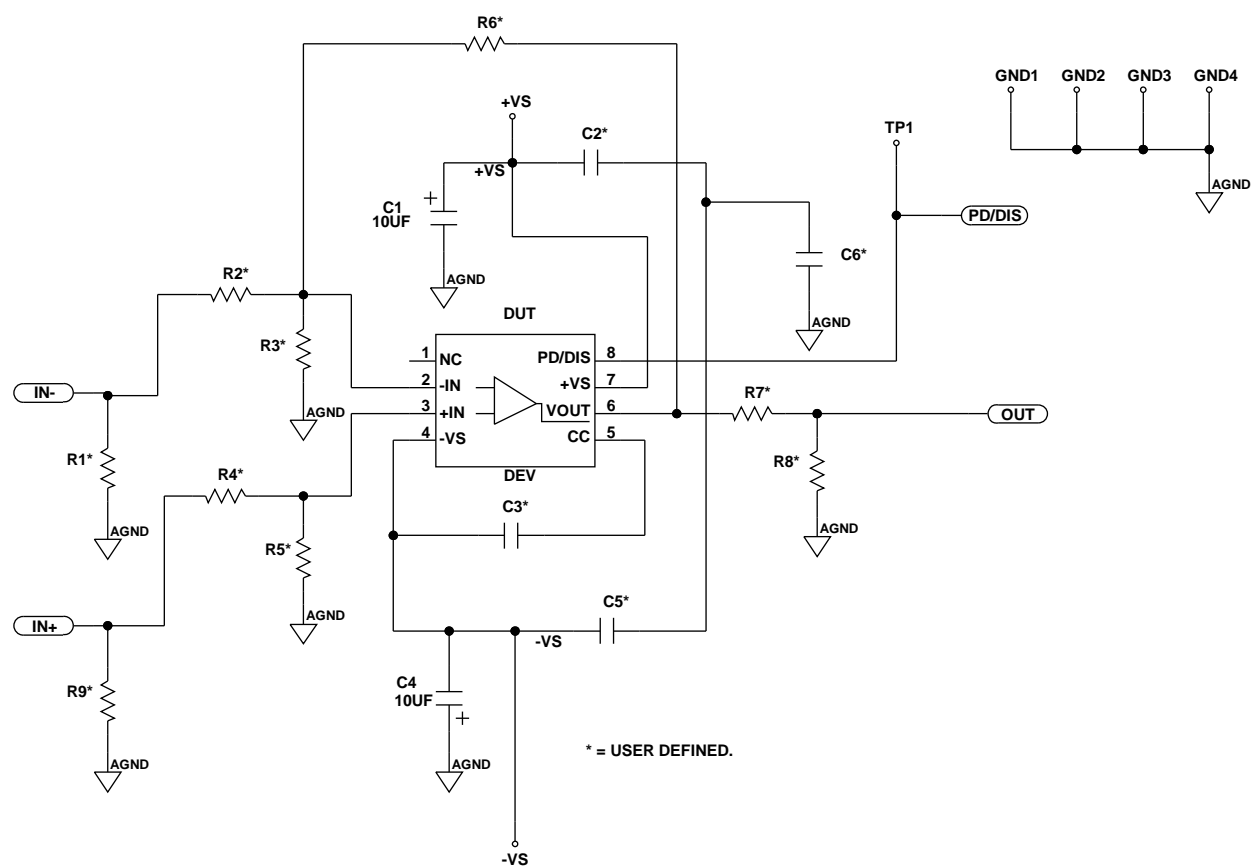 R6*
GND1 GND2 GND3 GND4
+VS
C2*
TP1
+VS
AGND
C1
10UF
PD/DIS
C6*
R2*
AGND
DUT
AGND
R3*
1 NC PD/DIS 8
IN-
2 -IN +VS 7
R7*
3 +IN VOUT 6
OUT
AGND
4 -VS CC 5
R1*
R4*
R8*
DEV
C3*
AGND
AGND
R5*
C5*
AGND
IN+
-VS
C4
10UF
R9*
* = USER DEFINED.
AGND
AGND
-VS